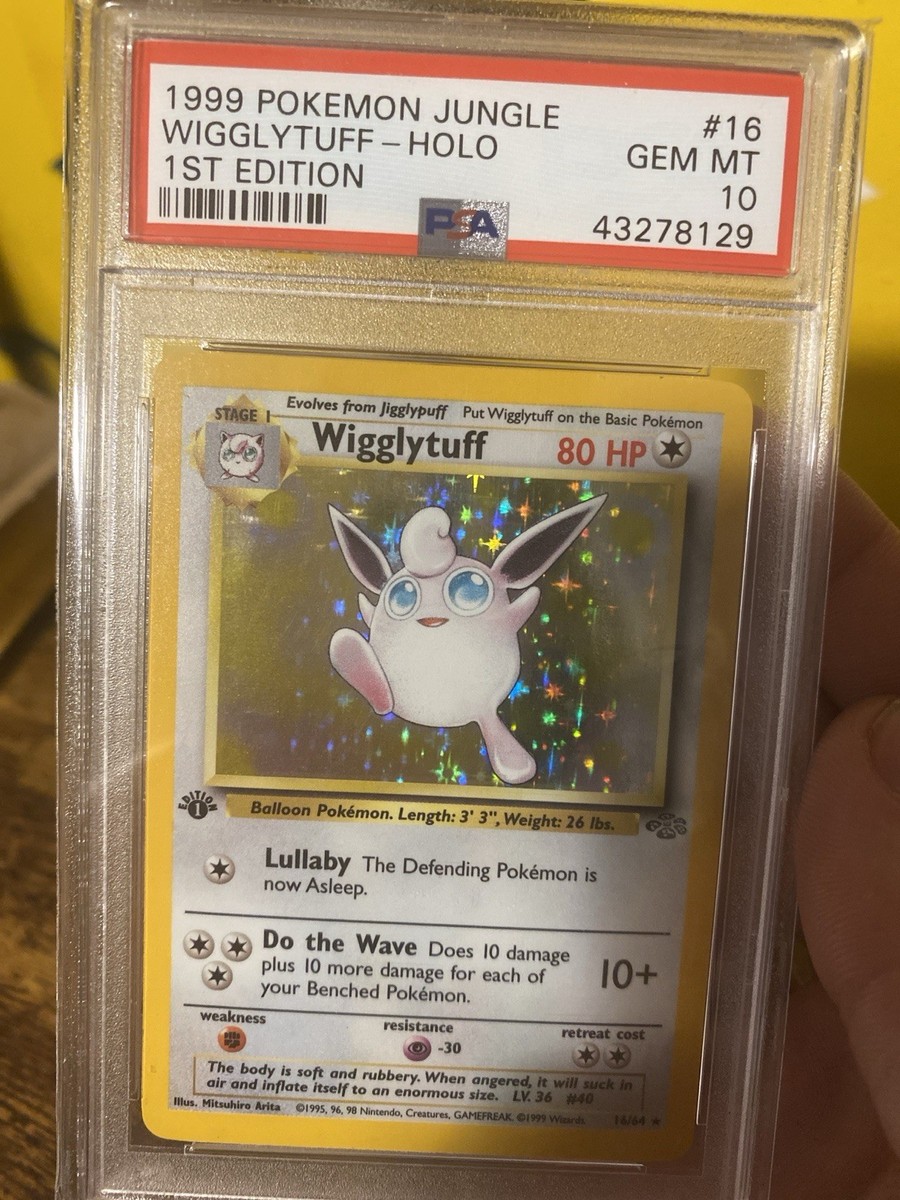 1999 POKEMON JUNGLE #16
WIGGLYTUFF – HOLO GEM MT
1ST EDITION 10
PSA 43278129
STAGE 1 Evolves from Jigglypuff Put Wigglytuff on the Basic Pokémon
Wigglytuff 80 HP
EDITION 1
Balloon Pokémon. Length: 3' 3", Weight: 26 lbs.
Lullaby The Defending Pokémon is
now Asleep.
Do the Wave Does 10 damage
plus 10 more damage for each of 10+
your Benched Pokémon.
weakness resistance retreat cost
-30
The body is soft and rubbery. When angered, it will suck in
air and inflate itself to an enormous size. LV. 36 #40
Illus. Mitsuhiro Arita ©1995, 96, 98 Nintendo, Creatures, GAMEFREAK. ©1999 Wizards. 16/64 ★